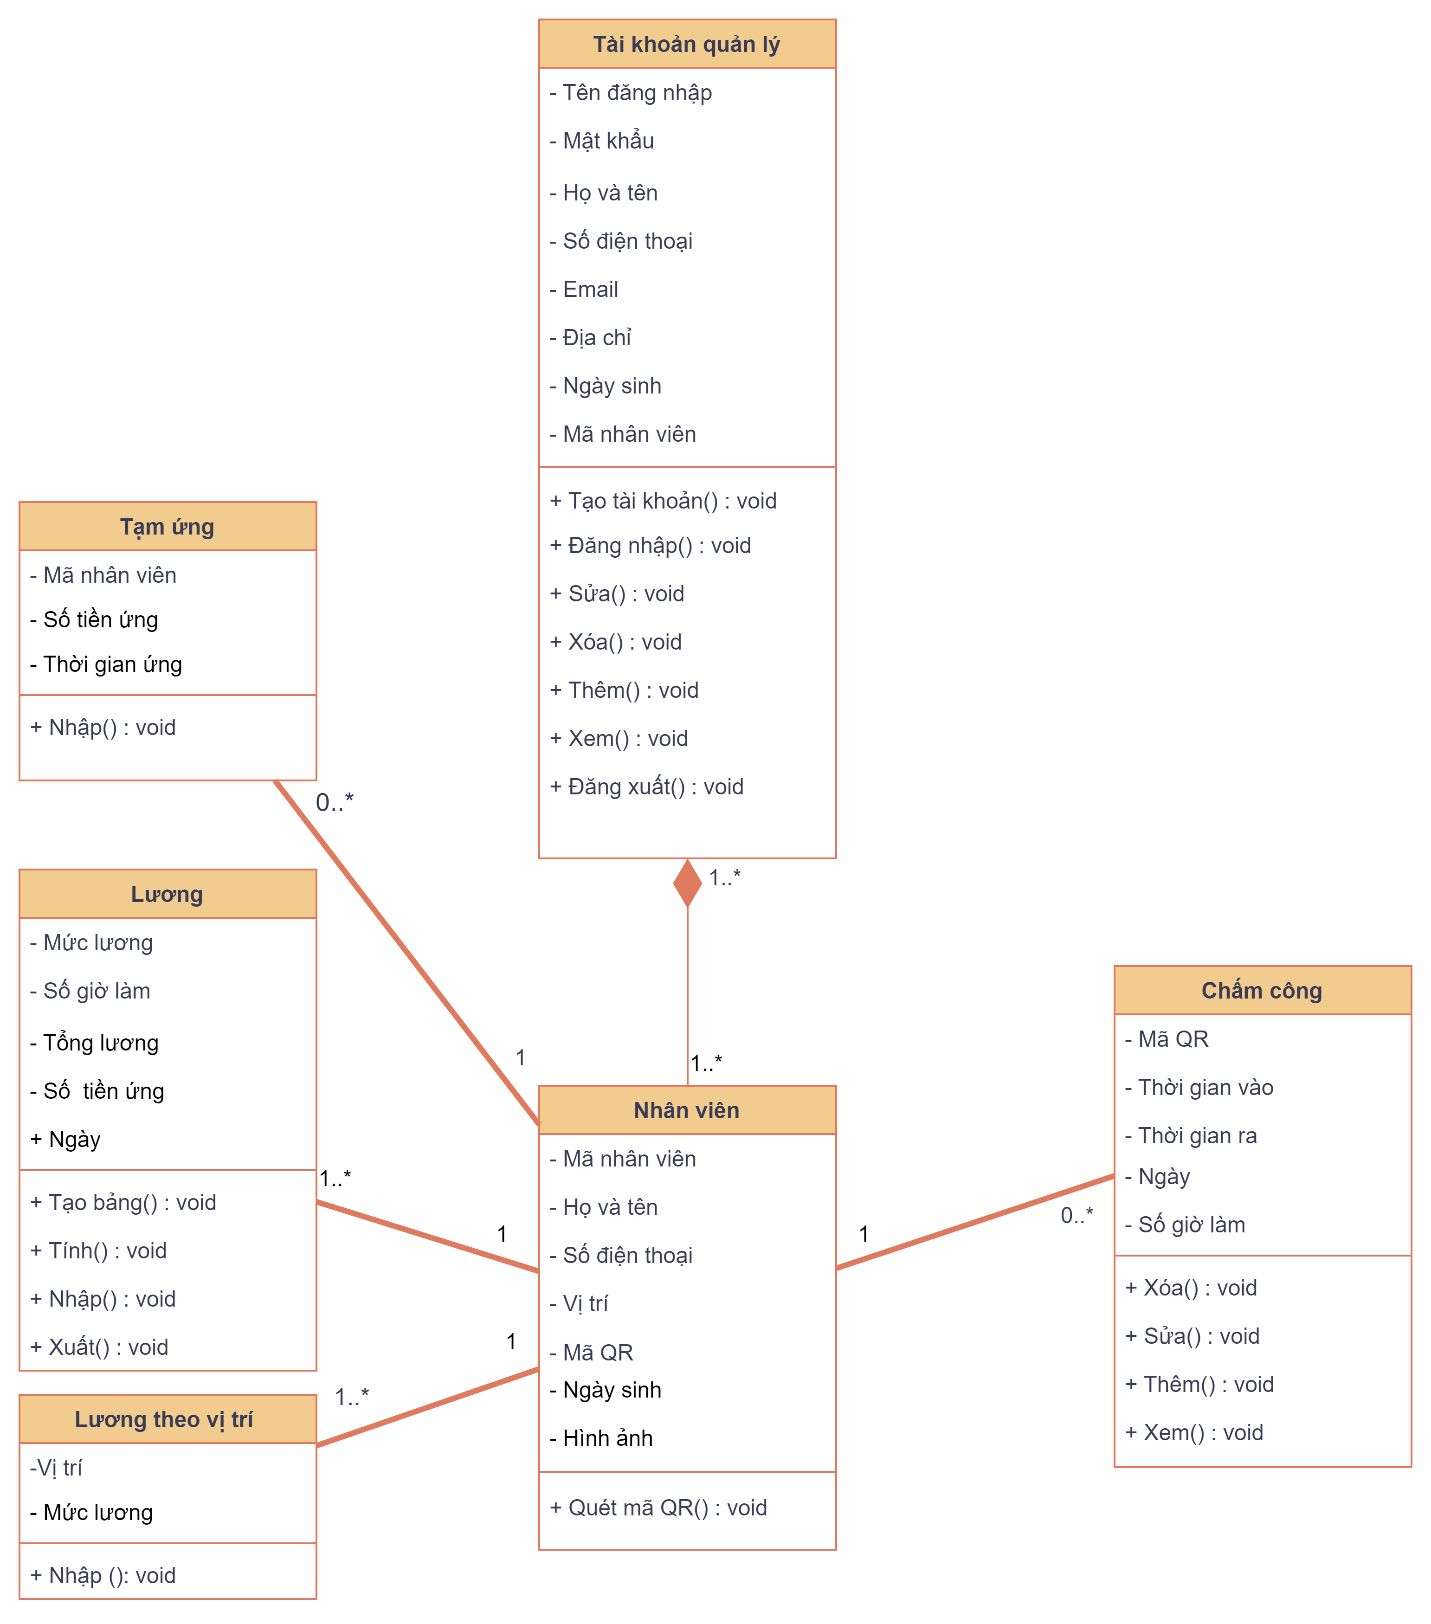 Tài khoản quản lý
- Tên đăng nhập
- Mật khẩu
- Họ và tên
- Số điện thoại
- Email
- Địa chỉ
- Ngày sinh
- Mã nhân viên
+ Tạo tài khoản() : void
+ Đăng nhập() : void
+ Sửa() : void
+ Xóa() : void
+ Thêm() : void
+ Xem() : void
+ Đăng xuất() : void
1..*
1..*
Tạm ứng
- Mã nhân viên
- Số tiền ứng
- Thời gian ứng
+ Nhập() : void
0..*
1
Lương
- Mức lương
- Số giờ làm
- Tổng lương
- Số  tiền ứng
+ Ngày
+ Tạo bảng() : void
+ Tính() : void
+ Nhập() : void
+ Xuất() : void
1..*
1
Lương theo vị trí
-Vị trí
- Mức lương
+ Nhập (): void
1..*
1
Nhân viên
- Mã nhân viên
- Họ và tên
- Số điện thoại
- Vị trí
- Mã QR
- Ngày sinh
- Hình ảnh
+ Quét mã QR() : void
1
0..*
Chấm công
- Mã QR
- Thời gian vào
- Thời gian ra
- Ngày
- Số giờ làm
+ Xóa() : void
+ Sửa() : void
+ Thêm() : void
+ Xem() : void